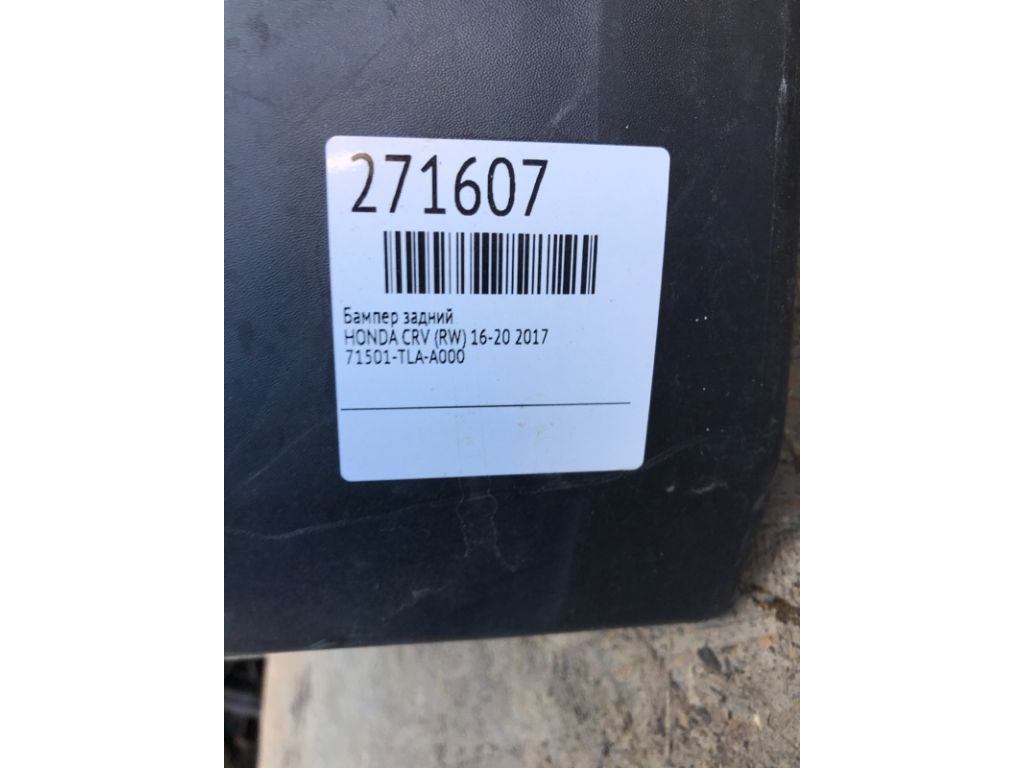 271607
Бампер задний
HONDA CRV (RW) 16-20 2017
71501-TLA-A000